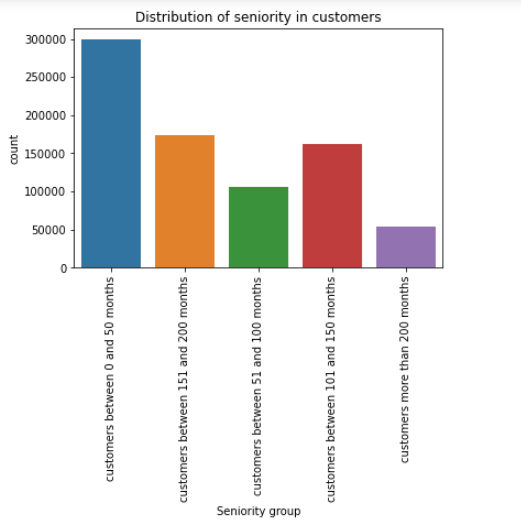 Distribution of seniority in customers
300000
250000
200000
150000
100000
50000
0
count
customers between 0 and 50 months
customers between 151 and 200 months
customers between 51 and 100 months
customers between 101 and 150 months
customers more than 200 months
Seniority group